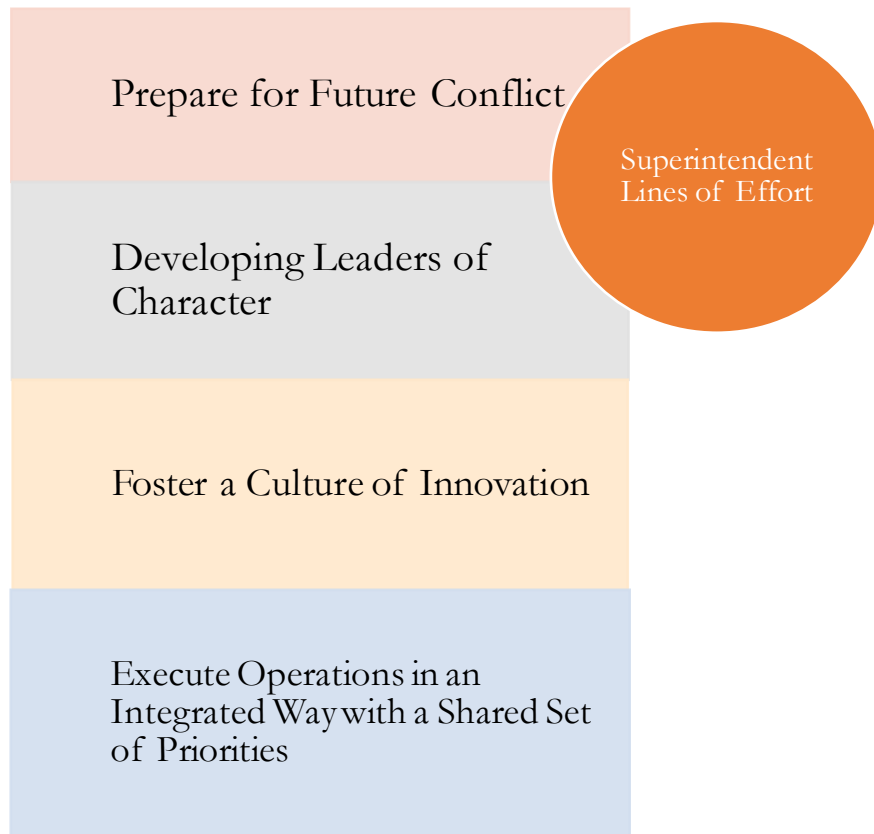 Prepare for Future Conflict
Superintendent
Lines of Effort
Developing Leaders of
Character
Foster a Culture of Innovation
Execute Operations in an
Integrated Way with a Shared Set
of Priorities